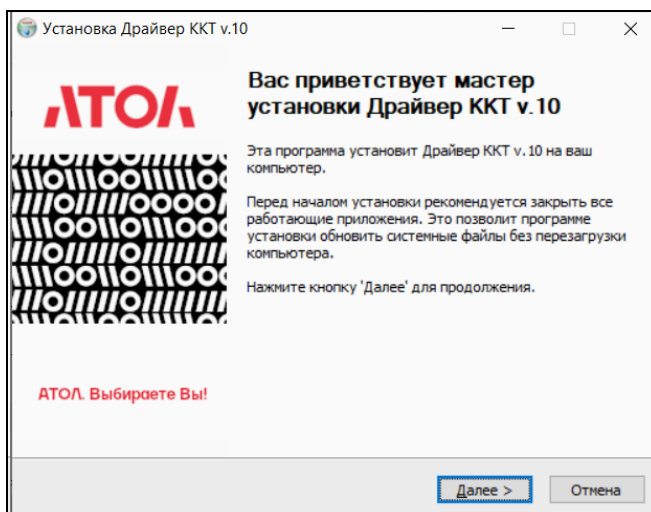 Установка Драйвер ККТ v.10
АТОЛ
Вас приветствует мастер
установки Драйвер ККТ v.10
Эта программа установит Драйвер ККТ v.10 на ваш
компьютер.
Перед началом установки рекомендуется закрыть все
работающие приложения. Это позволит программе
установки обновить системные файлы без перезагрузки
компьютера.
Нажмите кнопку 'Далее' для продолжения.
АТОЛ. Выбираете Вы!
Далее >
Отмена